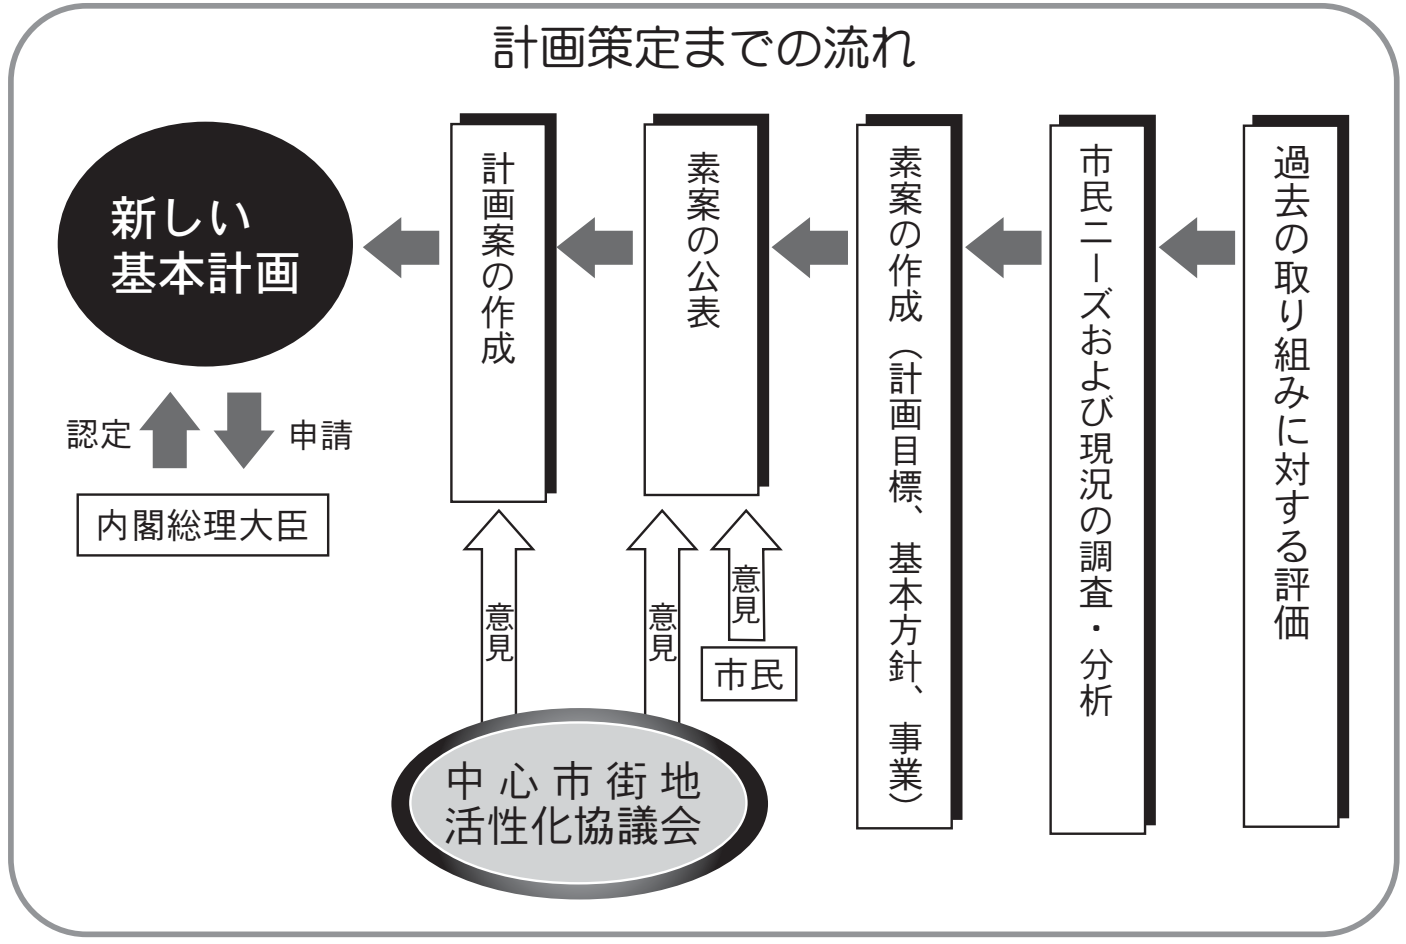 計画策定までの流れ
過去の取り組みに対する評価
市民ニーズおよび現況の調査・分析
素案の作成（計画目標、基本方針、事業）
素案の公表
計画案の作成
新しい
基本計画
認定
申請
内閣総理大臣
意見
意見
意見
市民
中心市街地
活性化協議会